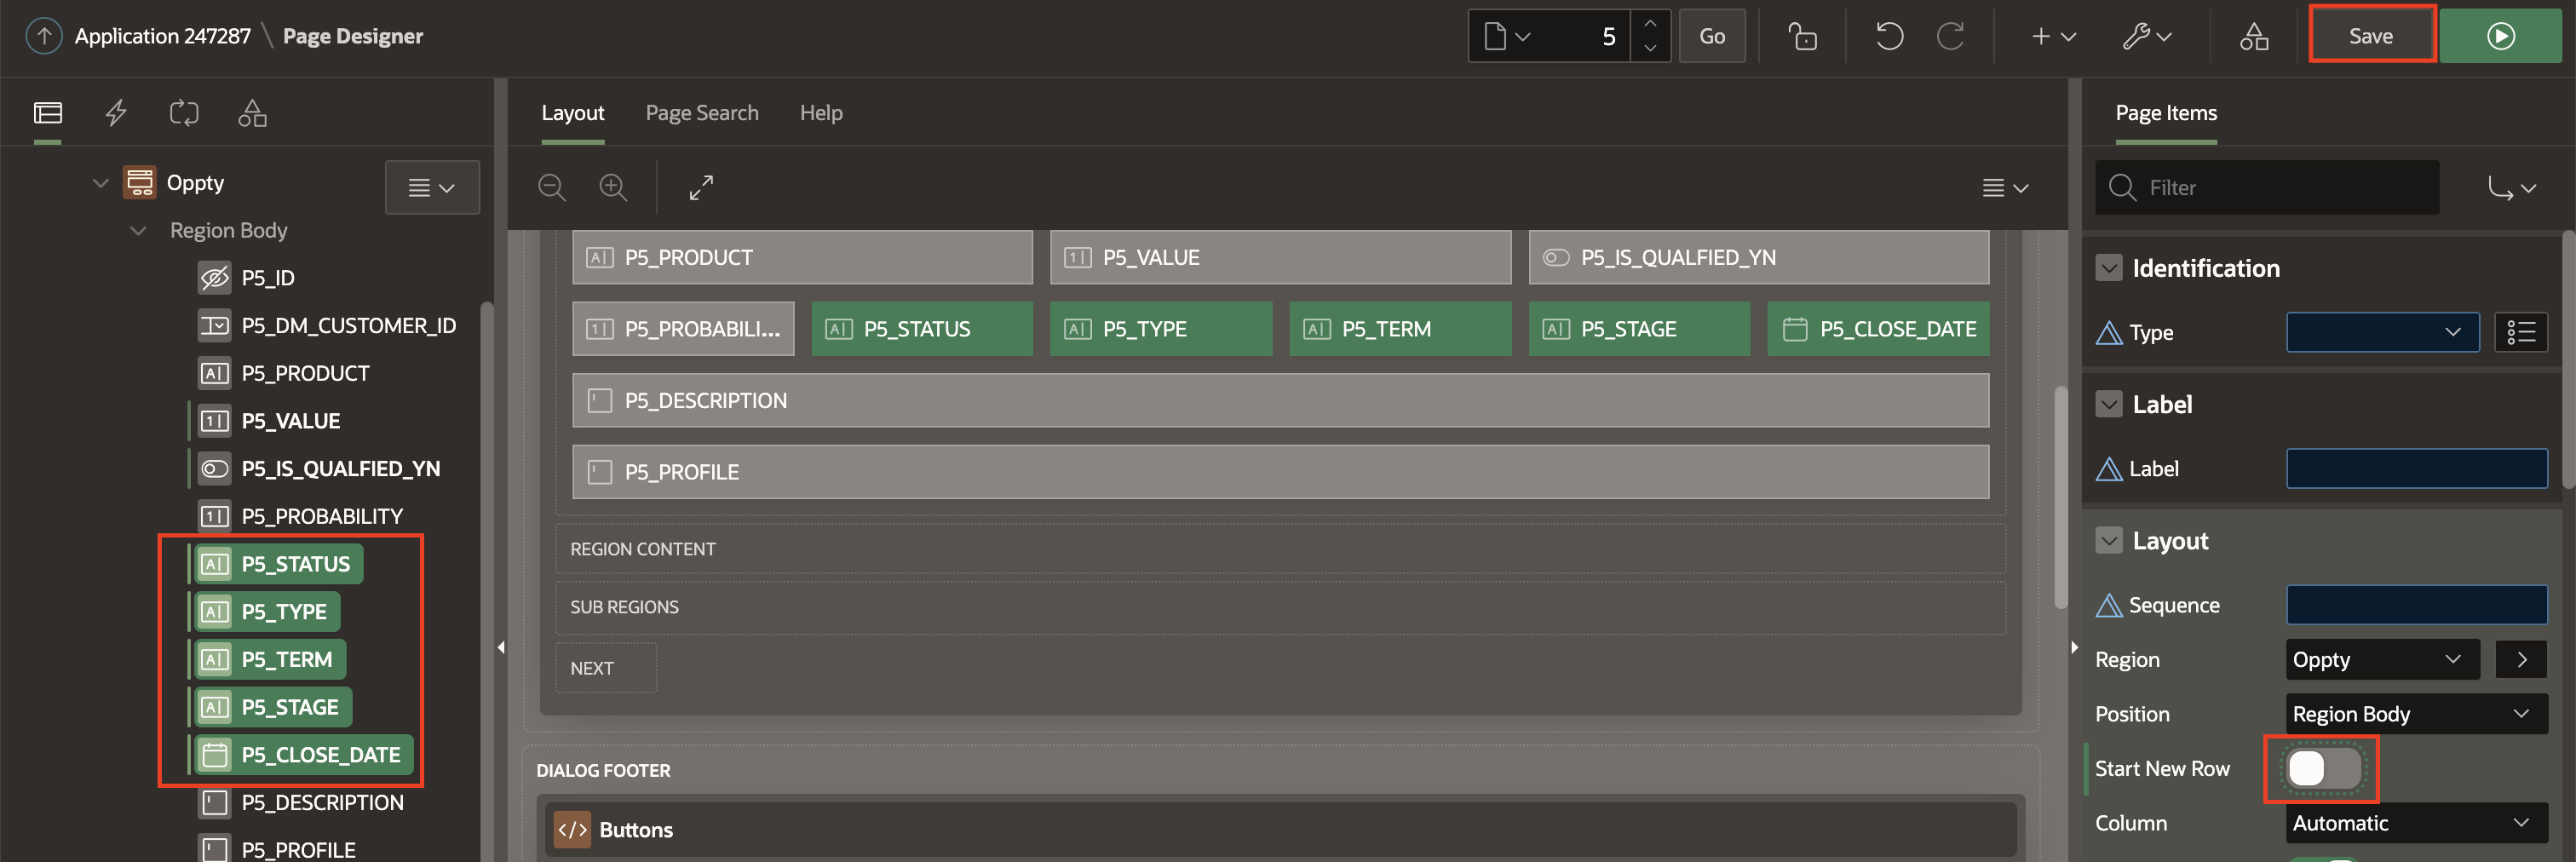 Application 247287 \ Page Designer
5
Go
Save
Layout
Page Search
Help
Page Items
Oppty
Region Body
P5_ID
P5_DM_CUSTOMER_ID
P5_PRODUCT
P5_VALUE
P5_IS_QUALFIED_YN
P5_PROBABILITY
P5_STATUS
P5_TYPE
P5_TERM
P5_STAGE
P5_CLOSE_DATE
P5_DESCRIPTION
P5_PROFILE
P5_PRODUCT
P5_VALUE
P5_IS_QUALFIED_YN
P5_PROBABILI...
P5_STATUS
P5_TYPE
P5_TERM
P5_STAGE
P5_CLOSE_DATE
P5_DESCRIPTION
P5_PROFILE
REGION CONTENT
SUB REGIONS
NEXT
DIALOG FOOTER
Buttons
Filter
Identification
Type
Label
Label
Layout
Sequence
Region
Oppty
Position
Region Body
Start New Row
Column
Automatic